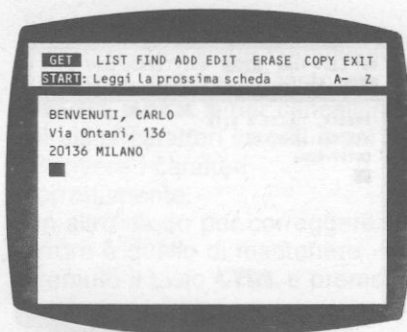 GET LIST FIND ADD EDIT ERASE COPY EXIT
START: Leggi la prossima scheda A- Z
BENVENUTI, CARLO
Via Ontani, 136
20136 MILANO